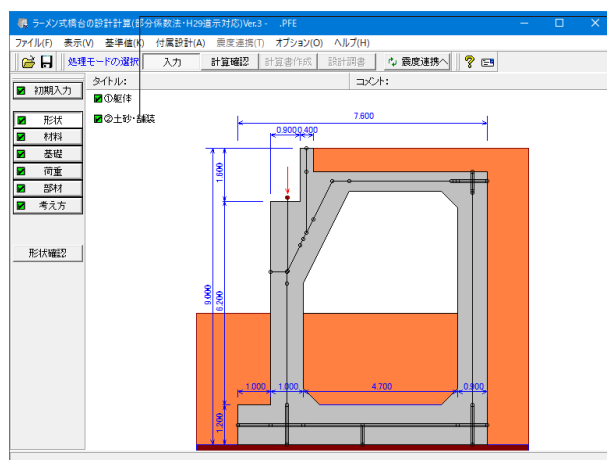 ラーメン式橋台の設計計算(部分係数法・H29道示対応)Ver.3 - .PFE
ファイル(F) 表示(V) 基準値(K) 付属設計(A) 震度連携(T) オプション(O) ヘルプ(H)
処理モードの選択 入力 計算確認 計算書作成 設計調書 震度連携へ
初期入力
形状
材料
基礎
荷重
部材
考え方
形状確認
タイトル: コメント:
①躯体
②土砂・舗装
7.600
0.900 0.400
1.600
9.000
6.200
1.000 1.000 4.700 0.900
1.200